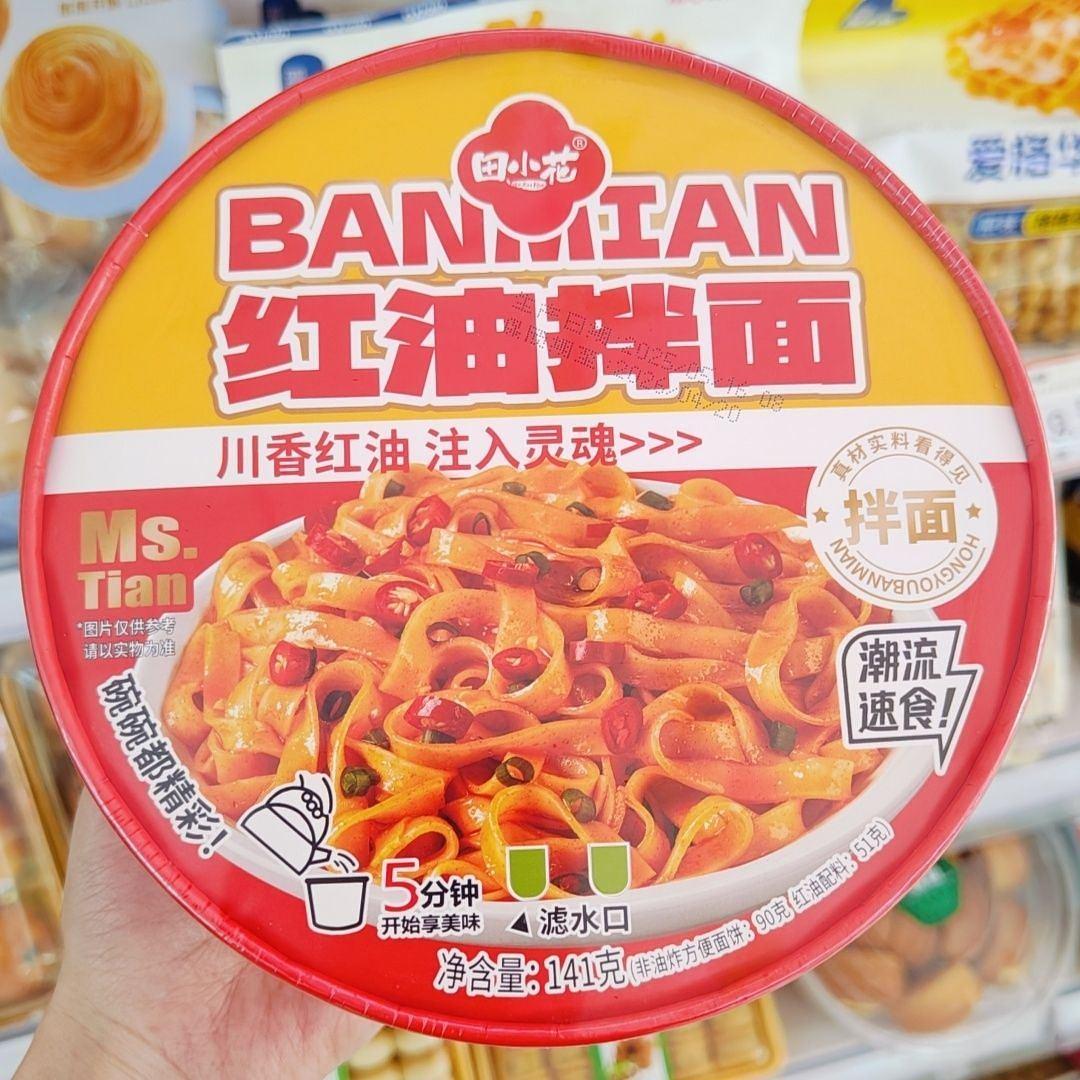 田小花®
BANMIAN
红油拌面
川香红油 注入灵魂>>>
真材实料看得见
拌面
HONGYOUBANMIAN
Ms.
Tian
*图片仅供参考
请以实物为准
潮流
速食!
碗碗都精彩!
5分钟
开始享美味
滤水口
净含量:141克(非油炸方便面饼:90克 红油配料:51克)
爱烙华